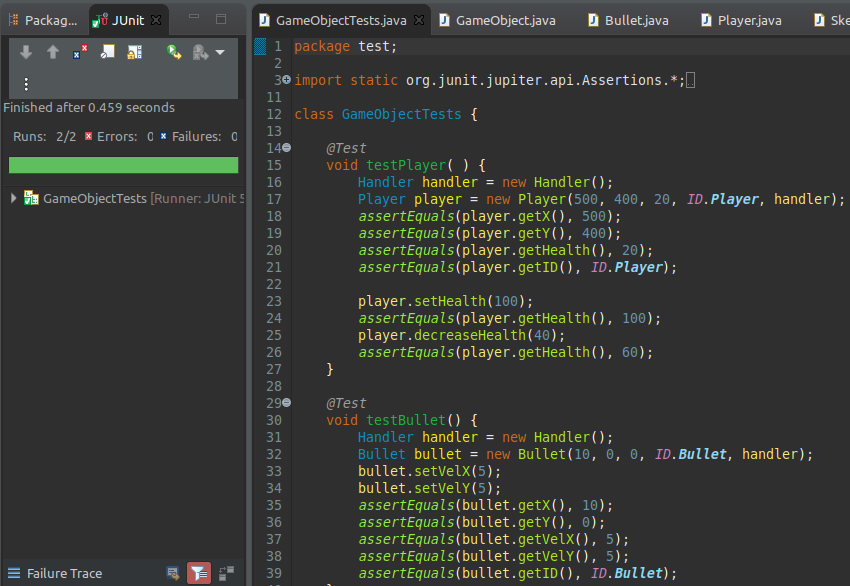 Packag...
JUnit
Finished after 0.459 seconds
Runs: 2/2 Errors: 0 Failures: 0
GameObjectTests [Runner: JUnit 5
Failure Trace
GameObjectTests.java GameObject.java Bullet.java Player.java Ske
1 package test;
2
3 import static org.junit.jupiter.api.Assertions.*;
11
12 class GameObjectTests {
13
14 @Test
15 void testPlayer( ) {
16 Handler handler = new Handler();
17 Player player = new Player(500, 400, 20, ID.Player, handler);
18 assertEquals(player.getX(), 500);
19 assertEquals(player.getY(), 400);
20 assertEquals(player.getHealth(), 20);
21 assertEquals(player.getID(), ID.Player);
22
23 player.setHealth(100);
24 assertEquals(player.getHealth(), 100);
25 player.decreaseHealth(40);
26 assertEquals(player.getHealth(), 60);
27 }
28
29 @Test
30 void testBullet() {
31 Handler handler = new Handler();
32 Bullet bullet = new Bullet(10, 0, 0, ID.Bullet, handler);
33 bullet.setVelX(5);
34 bullet.setVelY(5);
35 assertEquals(bullet.getX(), 10);
36 assertEquals(bullet.getY(), 0);
37 assertEquals(bullet.getVelX(), 5);
38 assertEquals(bullet.getVelY(), 5);
39 assertEquals(bullet.getID(), ID.Bullet);